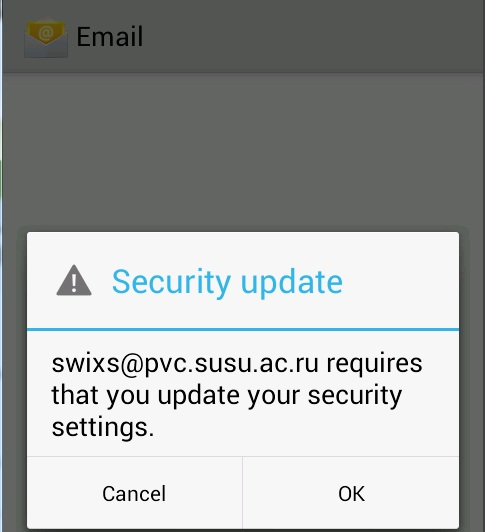 Email
Security update
swixs@pvc.susu.ac.ru requires
that you update your security
settings.
Cancel
OK